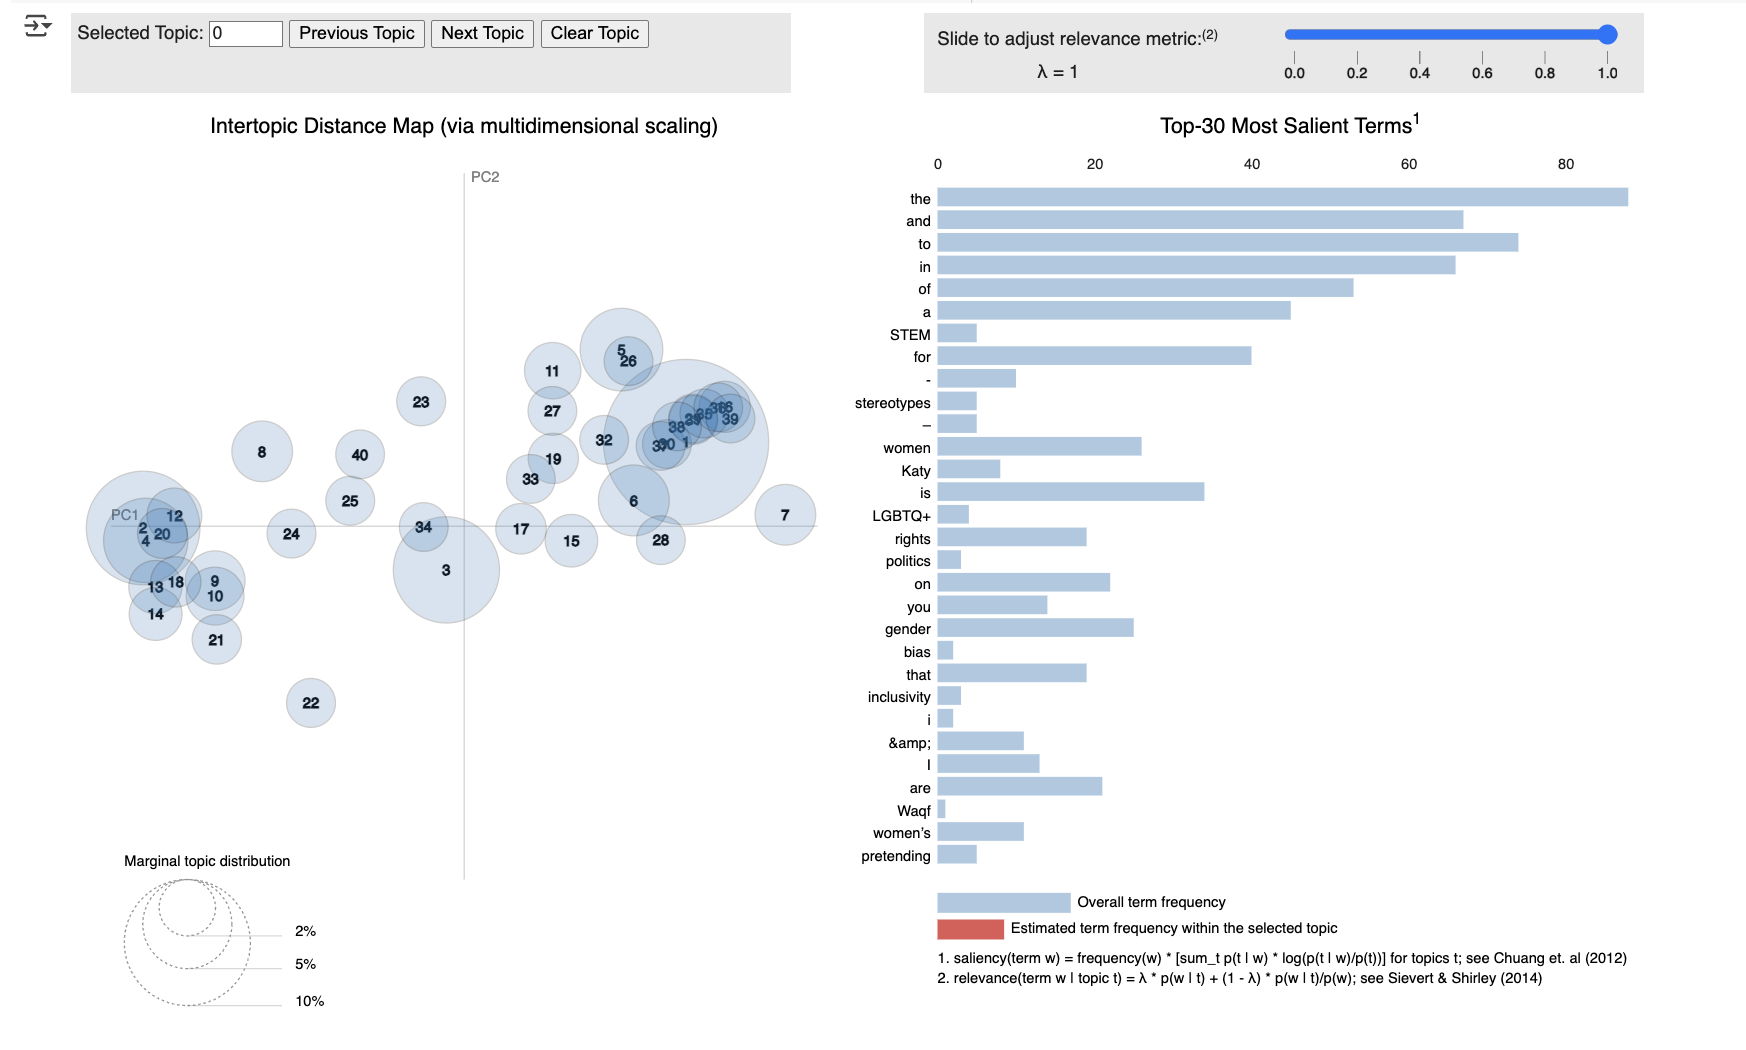 Selected Topic: 0 Previous Topic Next Topic Clear Topic
Slide to adjust relevance metric:(2)
λ = 1
0.0 0.2 0.4 0.6 0.8 1.0
Intertopic Distance Map (via multidimensional scaling)
PC2
PC1
5
26
11
23
27
36
39
35
38
1
32
8
40
19
33
25
6
12
7
2
20
4
24
34
17
15
28
3
13
18
9
10
14
21
22
Marginal topic distribution
2%
5%
10%
Top-30 Most Salient Terms1
0 20 40 60 80
the
and
to
in
of
a
STEM
for
-
stereotypes
–
women
Katy
is
LGBTQ+
rights
politics
on
you
gender
bias
that
inclusivity
i
&amp;
I
are
Waqf
women's
pretending
Overall term frequency
Estimated term frequency within the selected topic
1. saliency(term w) = frequency(w) * [sum_t p(t | w) * log(p(t | w)/p(t))] for topics t; see Chuang et. al (2012)
2. relevance(term w | topic t) = λ * p(w | t) + (1 - λ) * p(w | t)/p(w); see Sievert & Shirley (2014)